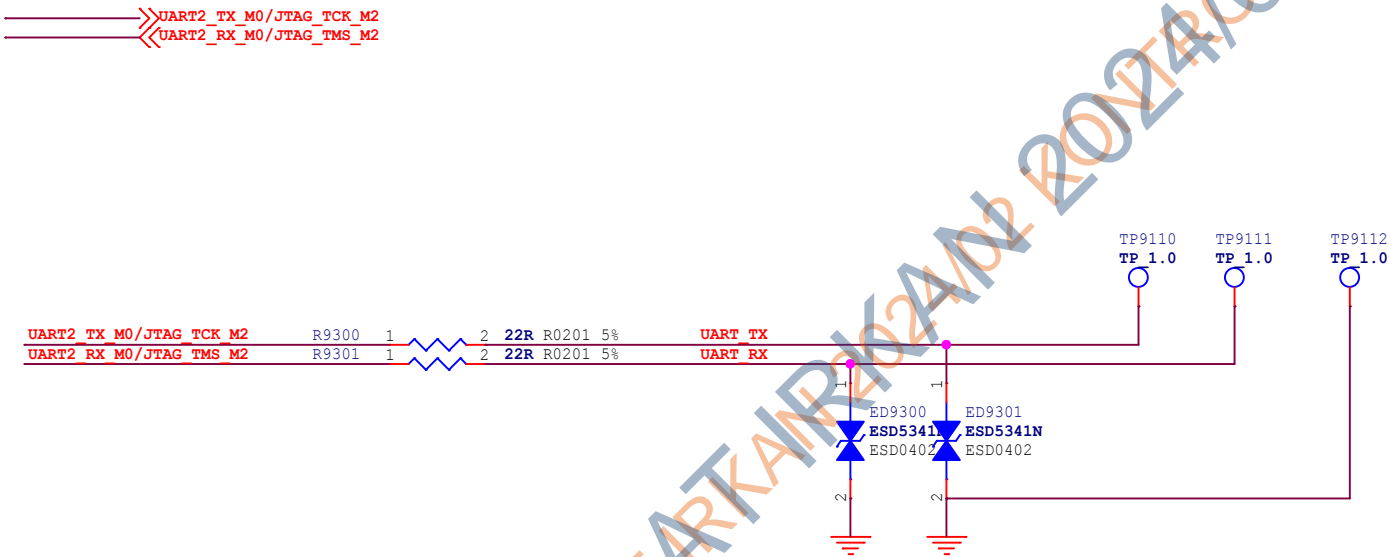 UART2_TX_M0/JTAG_TCK_M2
UART2_RX_M0/JTAG_TMS_M2
TP9110 TP9111 TP9112
TP_1.0 TP_1.0 TP_1.0
UART2_TX_M0/JTAG_TCK_M2 R9300 1 2 22R R0201 5% UART_TX
UART2_RX_M0/JTAG_TMS_M2 R9301 1 2 22R R0201 5% UART_RX
1 1
ED9300 ED9301
ESD5341 ESD5341N
ESD0402 ESD0402
2 2